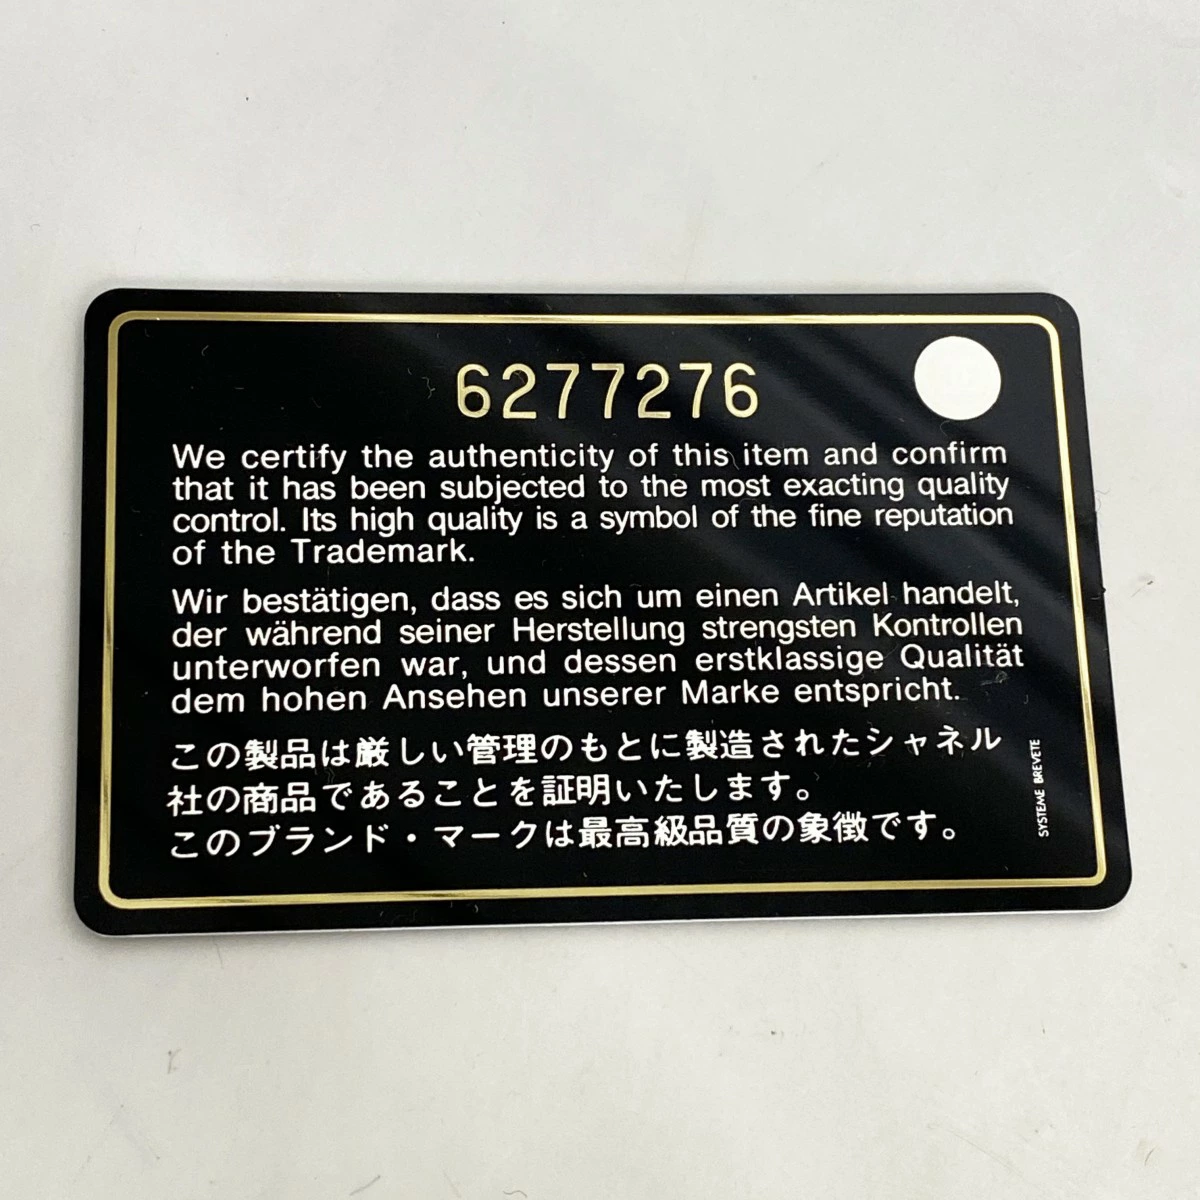 6277276
We certify the authenticity of this item and confirm
that it has been subjected to the most exacting quality
control. Its high quality is a symbol of the fine reputation
of the Trademark.
Wir bestätigen, dass es sich um einen Artikel handelt,
der während seiner Herstellung strengsten Kontrollen
unterworfen war, und dessen erstklassige Qualität
dem hohen Ansehen unserer Marke entspricht.
この製品は厳しい管理のもとに製造されたシャネル
社の商品であることを証明いたします。
このブランド・マークは最高級品質の象徴です。
SYSTEME BREVETE